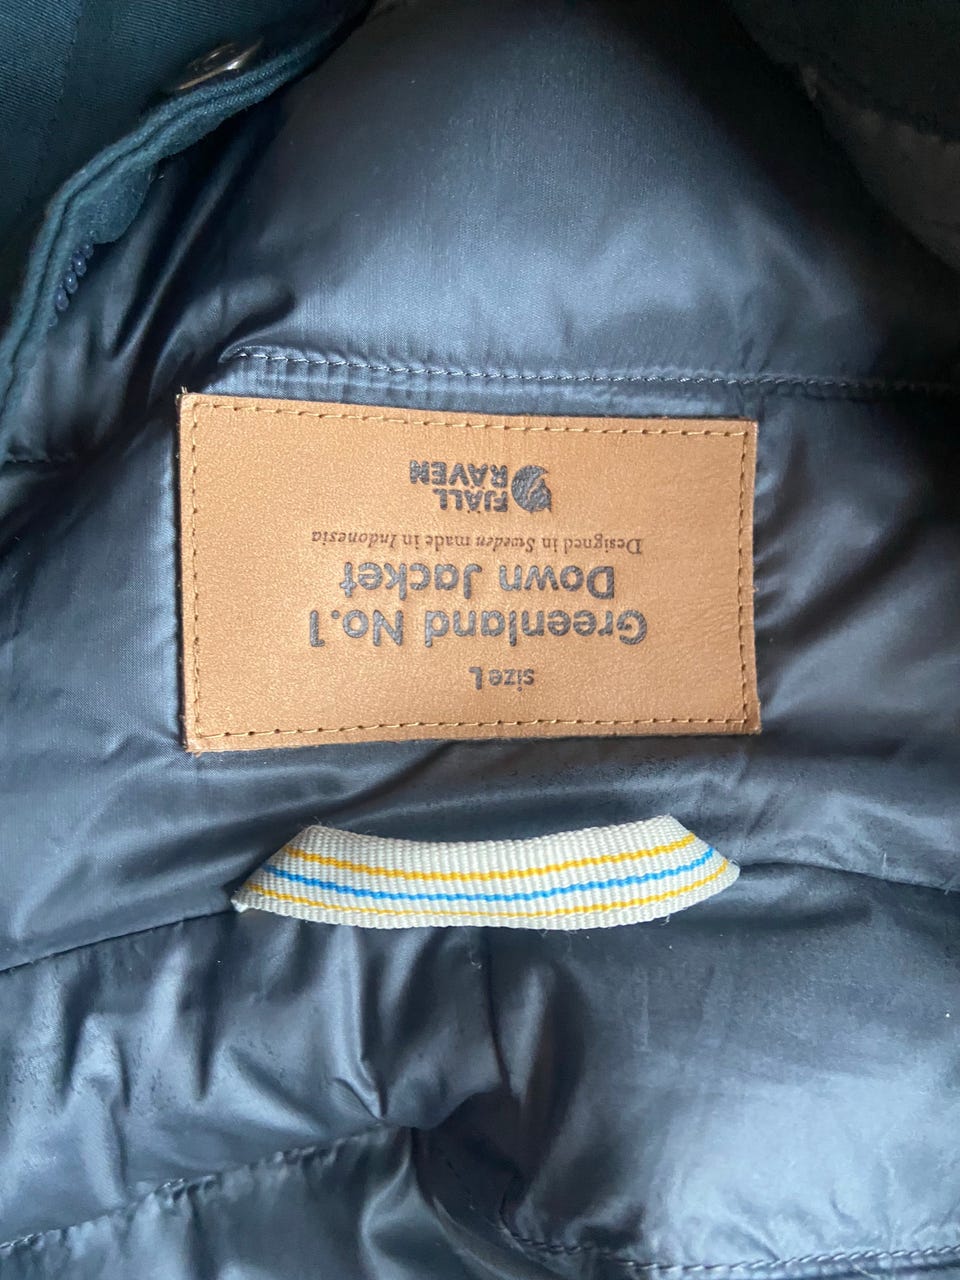 size L
Greenland No.1
Down Jacket
Designed in Sweden made in Indonesia
FJÄLL
RÄVEN